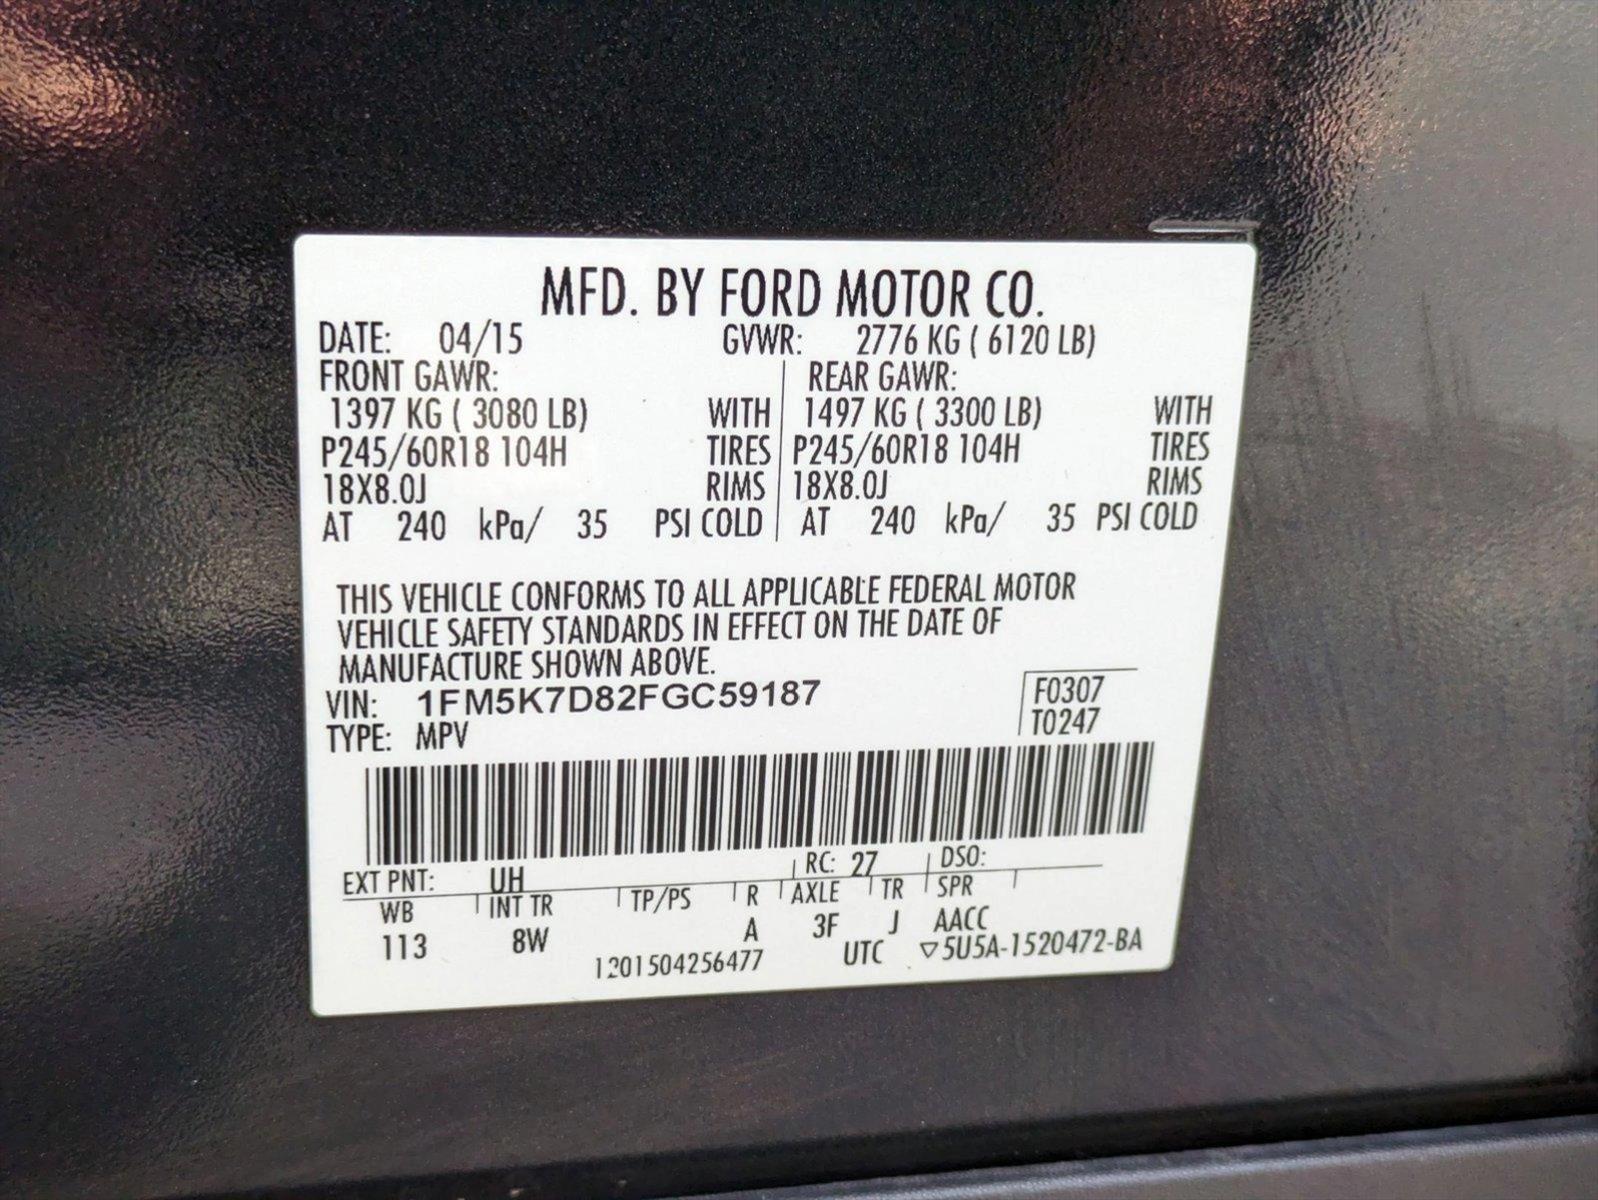 MFD. BY FORD MOTOR CO.
DATE: 04/15 GVWR: 2776 KG ( 6120 LB)
FRONT GAWR: REAR GAWR:
1397 KG ( 3080 LB) WITH 1497 KG ( 3300 LB) WITH
P245/60R18 104H TIRES P245/60R18 104H TIRES
18X8.0J RIMS 18X8.0J RIMS
AT 240 kPa/ 35 PSI COLD AT 240 kPa/ 35 PSI COLD
THIS VEHICLE CONFORMS TO ALL APPLICABLE FEDERAL MOTOR
VEHICLE SAFETY STANDARDS IN EFFECT ON THE DATE OF
MANUFACTURE SHOWN ABOVE.
VIN: 1FM5K7D82FGC59187 F0307
TYPE: MPV T0247
EXT PNT: UH RC: 27 DSO:
WB INT TR TP/PS R AXLE TR SPR
113 8W A 3F J AACC
1201504256477 UTC ▽5U5A-1520472-BA